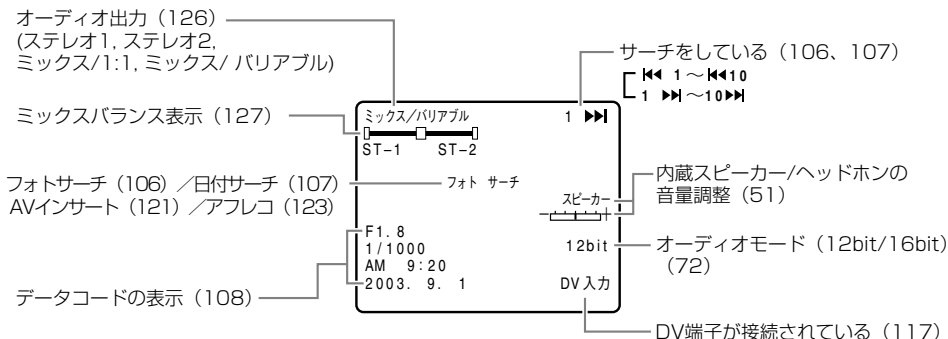 オーディオ出力（126）
(ステレオ1, ステレオ2,
ミックス/1:1, ミックス/ バリアブル)
サーチをしている（106、107）
1～10
1～10
ミックスバランス表示（127）
ミックス／バリアブル
1
ST−1 ST−2
フォトサーチ（106）／日付サーチ（107）
AVインサート（121）／アフレコ（123）
フォト サーチ
内蔵スピーカー/ヘッドホンの
音量調整（51）
スピーカー
− +
F1.8
1/1000
AM 9:20
2003. 9. 1
12bit
オーディオモード（12bit/16bit）
（72）
データコードの表示（108）
DV入力
DV端子が接続されている（117）